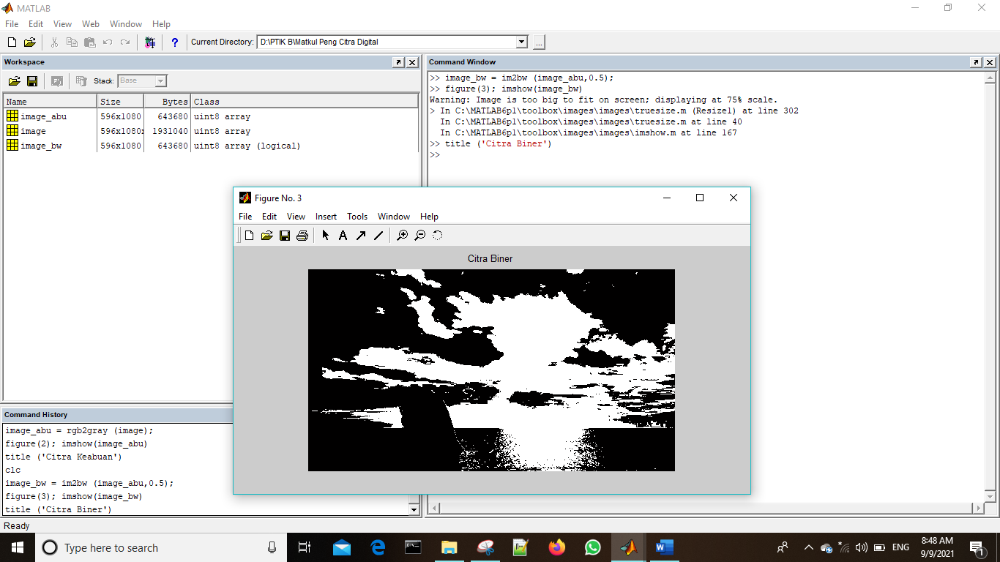 MATLAB
File Edit View Web Window Help
Current Directory: D:\PTIK B\Matkul Peng Citra Digital
...
Workspace
Stack: Base
Name Size Bytes Class
image_abu 596x1080 643680 uint8 array
image 596x1080 1931040 uint8 array
image_bw 596x1080 643680 uint8 array (logical)
Command Window
>> image_bw = im2bw (image_abu,0.5);
>> figure(3); imshow(image_bw)
Warning: Image is too big to fit on screen; displaying at 75% scale.
> In C:\MATLAB6p1\toolbox\images\images\truesize.m (Resize1) at line 302
In C:\MATLAB6p1\toolbox\images\images\truesize.m at line 40
In C:\MATLAB6p1\toolbox\images\images\imshow.m at line 167
>> title ('Citra Biner')
>>
Figure No. 3
File Edit View Insert Tools Window Help
A
Citra Biner
Command History
image_abu = rgb2gray (image);
figure(2); imshow(image_abu)
title ('Citra Keabuan')
clc
image_bw = im2bw (image_abu,0.5);
figure(3); imshow(image_bw)
title ('Citra Biner')
Ready
Type here to search
ENG
8:48 AM
9/9/2021
1